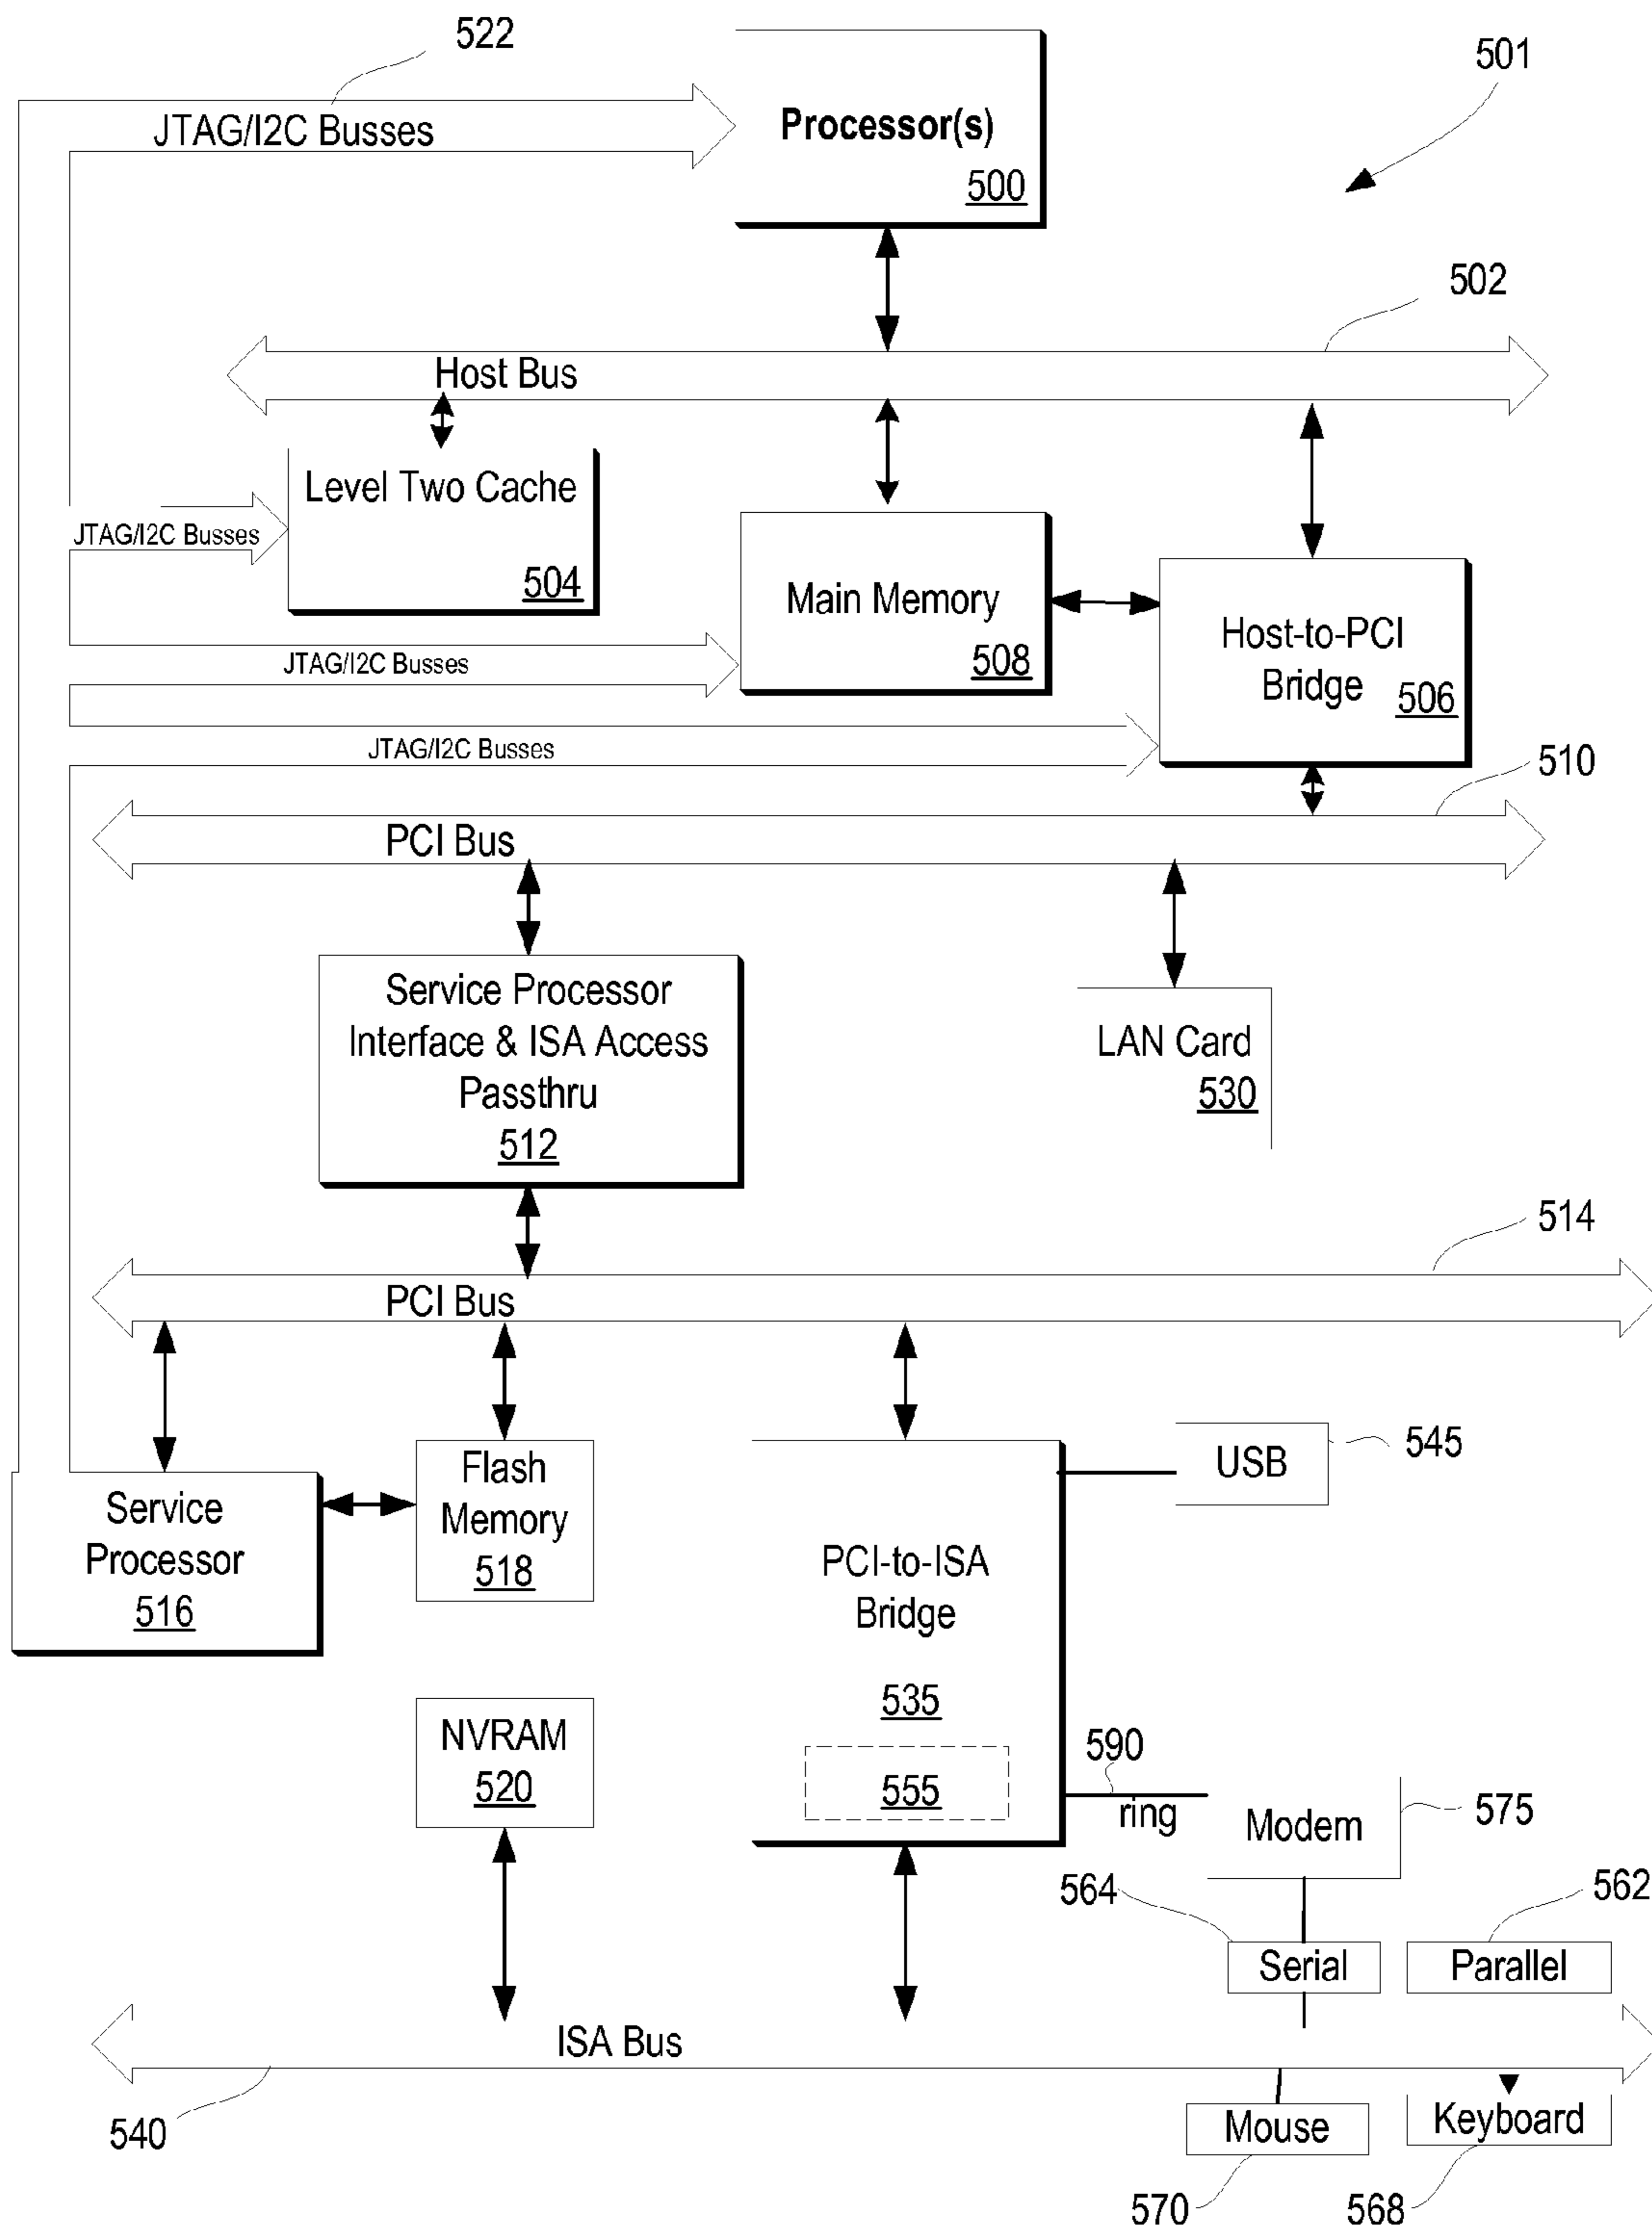 522
501
JTAG/I2C Busses
Processor(s)
500
502
Host Bus
Level Two Cache
504
JTAG/I2C Busses
Main Memory
508
Host-to-PCI
Bridge
506
JTAG/I2C Busses
JTAG/I2C Busses
510
PCI Bus
Service Processor
Interface & ISA Access
Passthru
512
LAN Card
530
514
PCI Bus
545
USB
Flash
Memory
518
Service
Processor
516
PCI-to-ISA
Bridge
535
555
NVRAM
520
590
ring
Modem
575
564
562
Serial
Parallel
ISA Bus
540
Mouse
Keyboard
570
568